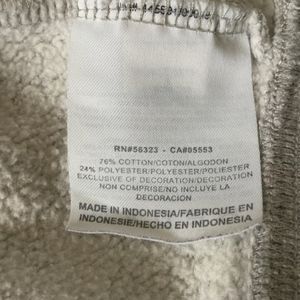 RN#56323 - CA#05553
76% COTTON/COTON/ALGODON
24% POLYESTER/POLYESTER/POLIESTER
EXCLUSIVE OF DECORATION/DECORATION
NON COMPRISE/NO INCLUYE LA
DECORACION
MADE IN INDONESIA/FABRIQUE EN
INDONESIE/HECHO EN INDONESIA